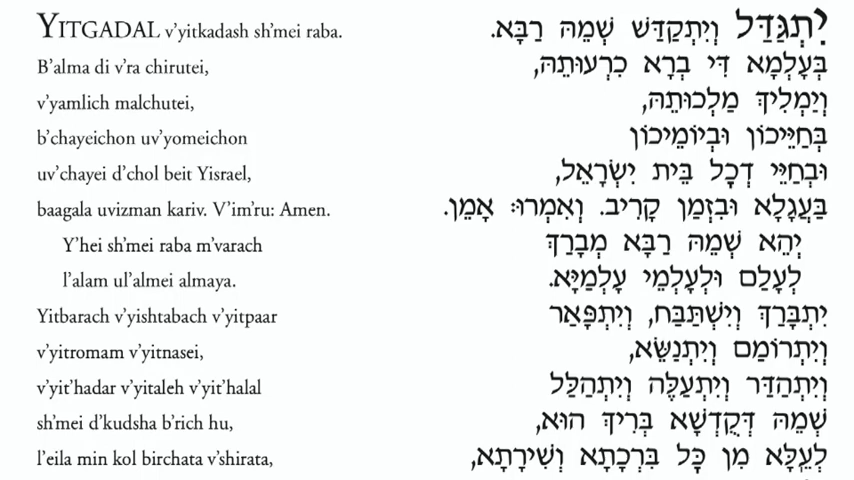 YITGADAL v'yitkadash sh'mei raba.
B'alma di v'ra chirutei,
v'yamlich malchutei,
b'chayeichon uv'yomeichon
uv'chayei d'chol beit Yisrael,
baagala uvizman kariv. V'im'ru: Amen.
Y'hei sh'mei raba m'varach
l'alam ul'almei almaya.
Yitbarach v'yishtabach v'yitpaar
v'yitromam v'yitnasei,
v'yit'hadar v'yitaleh v'yit'halal
sh'mei d'kudsha b'rich hu,
l'eila min kol birchata v'shirata,
יִתְגַּדַּל וְיִתְקַדַּשׁ שְׁמֵהּ רַבָּא.
בְּעָלְמָא דִּי בְרָא כִרְעוּתֵהּ,
וְיַמְלִיךְ מַלְכוּתֵהּ,
בְּחַיֵּיכוֹן וּבְיוֹמֵיכוֹן
וּבְחַיֵּי דְכׇל בֵּית יִשְׂרָאֵל,
בַּעֲגָלָא וּבִזְמַן קָרִיב. וְאִמְרוּ: אָמֵן.
יְהֵא שְׁמֵהּ רַבָּא מְבָרַךְ
לְעָלַם וּלְעָלְמֵי עָלְמַיָּא.
יִתְבָּרַךְ וְיִשְׁתַּבַּח, וְיִתְפָּאַר
וְיִתְרוֹמַם וְיִתְנַשֵּׂא,
וְיִתְהַדַּר וְיִתְעַלֶּה וְיִתְהַלַּל
שְׁמֵהּ דְּקֻדְשָׁא בְּרִיךְ הוּא,
לְעֵלָּא מִן כׇּל בִּרְכָתָא וְשִׁירָתָא,